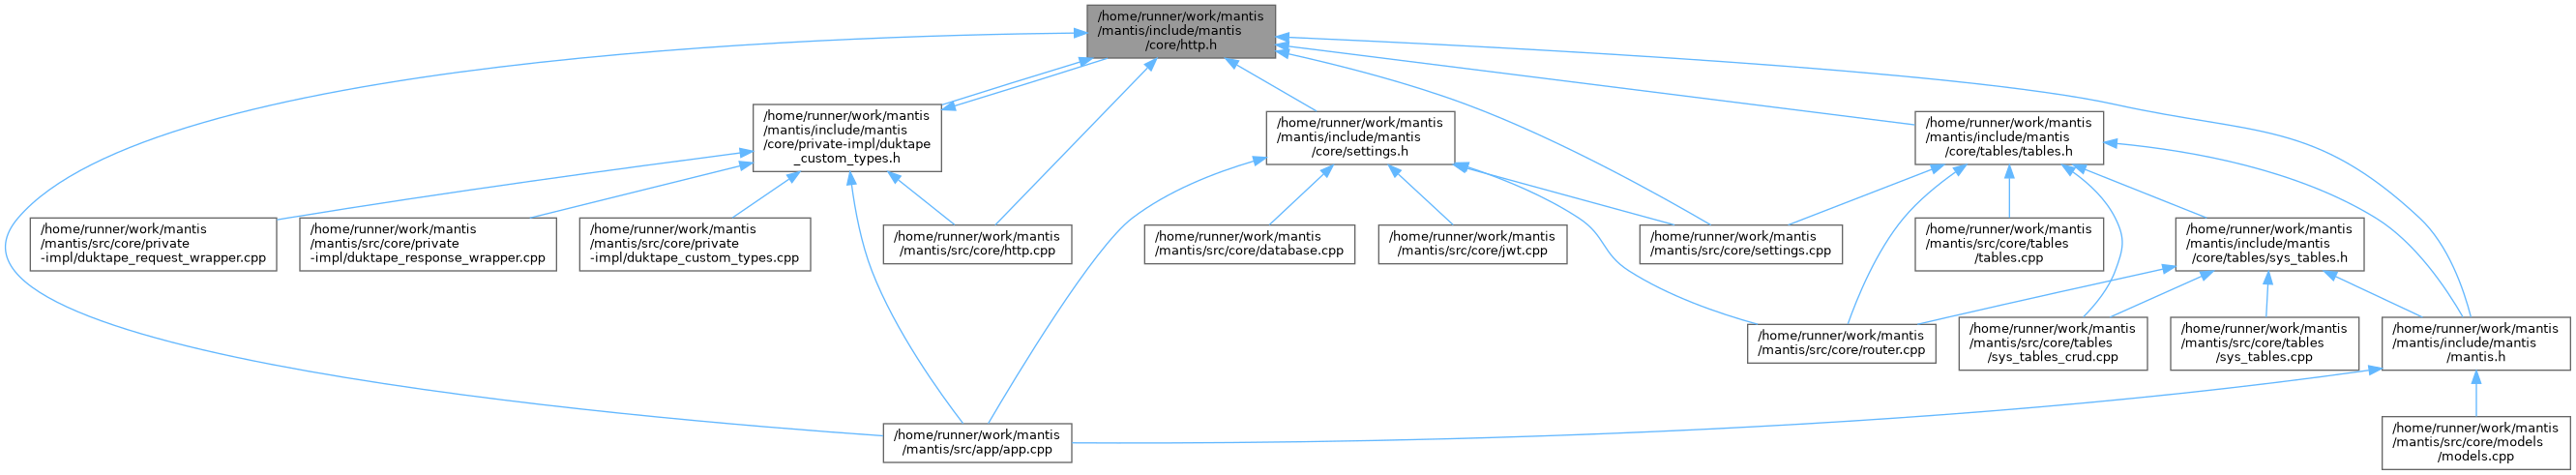 /home/runner/work/mantis
/mantis/include/mantis
/core/http.h
/home/runner/work/mantis
/mantis/include/mantis
/core/private-impl/duktape
_custom_types.h
/home/runner/work/mantis
/mantis/include/mantis
/core/settings.h
/home/runner/work/mantis
/mantis/include/mantis
/core/tables/tables.h
/home/runner/work/mantis
/mantis/src/core/private
-impl/duktape_request_wrapper.cpp
/home/runner/work/mantis
/mantis/src/core/private
-impl/duktape_response_wrapper.cpp
/home/runner/work/mantis
/mantis/src/core/private
-impl/duktape_custom_types.cpp
/home/runner/work/mantis
/mantis/src/core/http.cpp
/home/runner/work/mantis
/mantis/src/core/database.cpp
/home/runner/work/mantis
/mantis/src/core/jwt.cpp
/home/runner/work/mantis
/mantis/src/core/settings.cpp
/home/runner/work/mantis
/mantis/src/core/tables
/tables.cpp
/home/runner/work/mantis
/mantis/include/mantis
/core/tables/sys_tables.h
/home/runner/work/mantis
/mantis/src/core/router.cpp
/home/runner/work/mantis
/mantis/src/core/tables
/sys_tables_crud.cpp
/home/runner/work/mantis
/mantis/src/core/tables
/sys_tables.cpp
/home/runner/work/mantis
/mantis/include/mantis
/mantis.h
/home/runner/work/mantis
/mantis/src/app/app.cpp
/home/runner/work/mantis
/mantis/src/core/models
/models.cpp